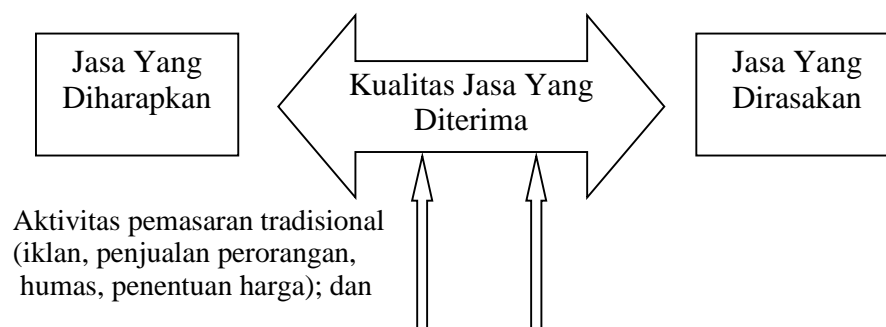 Jasa Yang
Diharapkan
Kualitas Jasa Yang
Diterima
Jasa Yang
Dirasakan
Aktivitas pemasaran tradisional
(iklan, penjualan perorangan,
humas, penentuan harga); dan